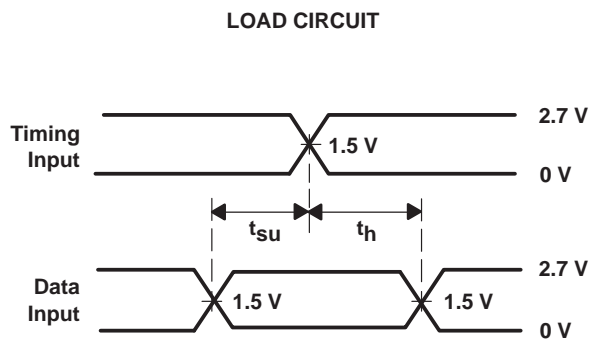 LOAD CIRCUIT
Timing
Input
2.7 V
1.5 V
0 V
tsu
th
Data
Input
2.7 V
1.5 V
1.5 V
0 V